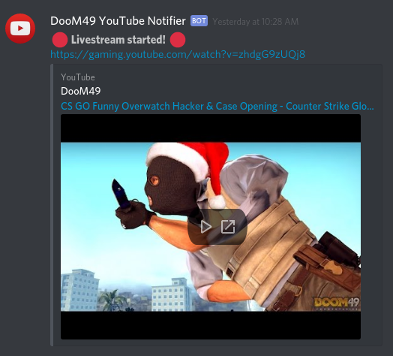 DooM49 YouTube Notifier BOT Yesterday at 10:28 AM
Livestream started!
https://gaming.youtube.com/watch?v=zhdgG9zUQj8
YouTube
DooM49
CS GO Funny Overwatch Hacker & Case Opening - Counter Strike Glo...
DOOM49